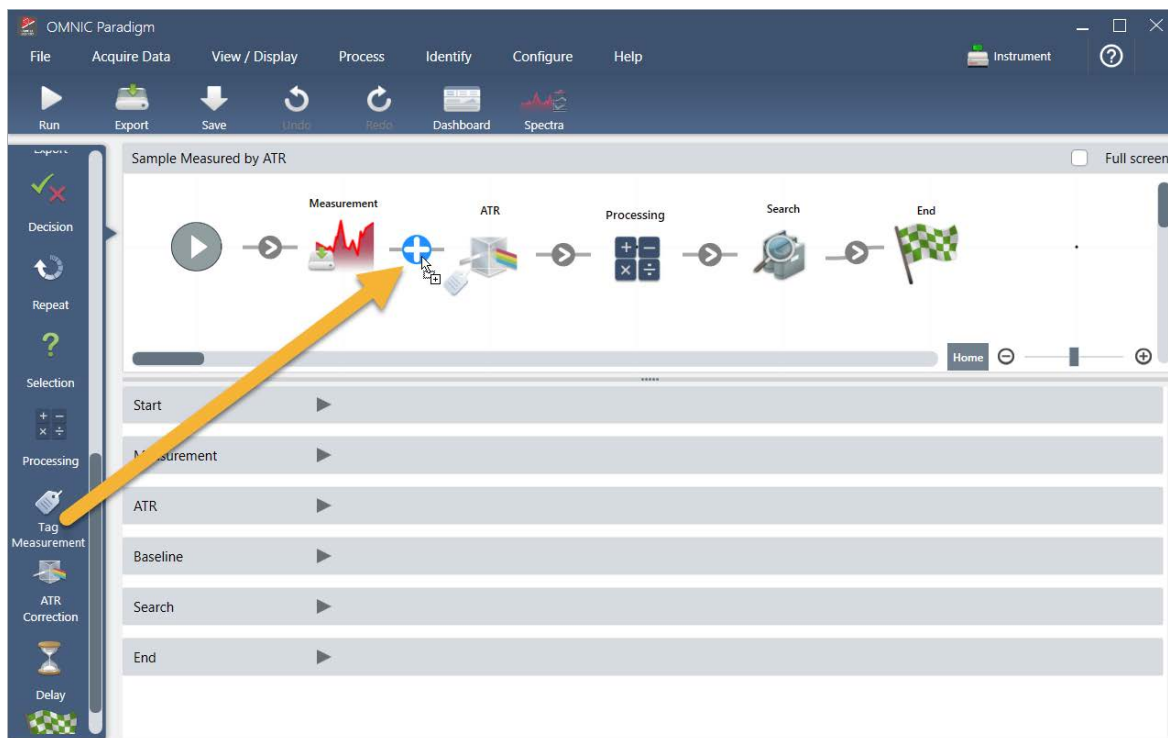 OMNIC Paradigm
File Acquire Data View / Display Process Identify Configure Help Instrument
Run Export Save Undo Redo Dashboard Spectra
Export
Decision
Repeat
Selection
Processing
Tag
Measurement
ATR
Correction
Delay
Sample Measured by ATR Full screen
Measurement ATR Processing Search End
Home
Start
Measurement
ATR
Baseline
Search
End